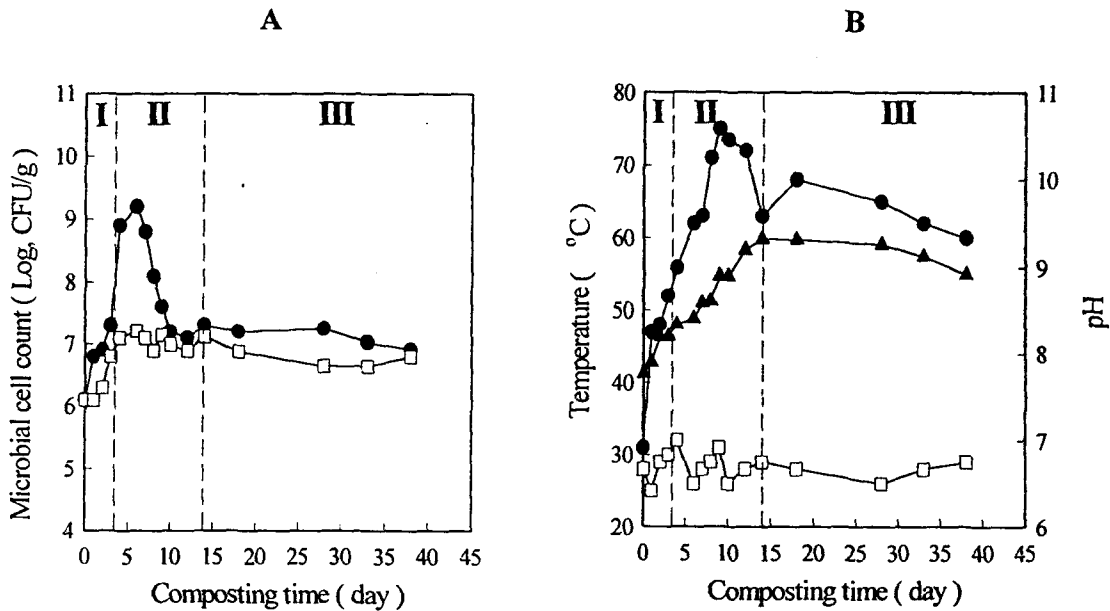 A
B
I II III
11
10
9
8
7
6
5
4
Microbial cell count ( Log, CFU/g )
0 5 10 15 20 25 30 35 40 45
Composting time ( day )
I II III
80
70
60
50
40
30
20
Temperature ( °C )
11
10
9
8
7
6
pH
0 5 10 15 20 25 30 35 40 45
Composting time ( day )